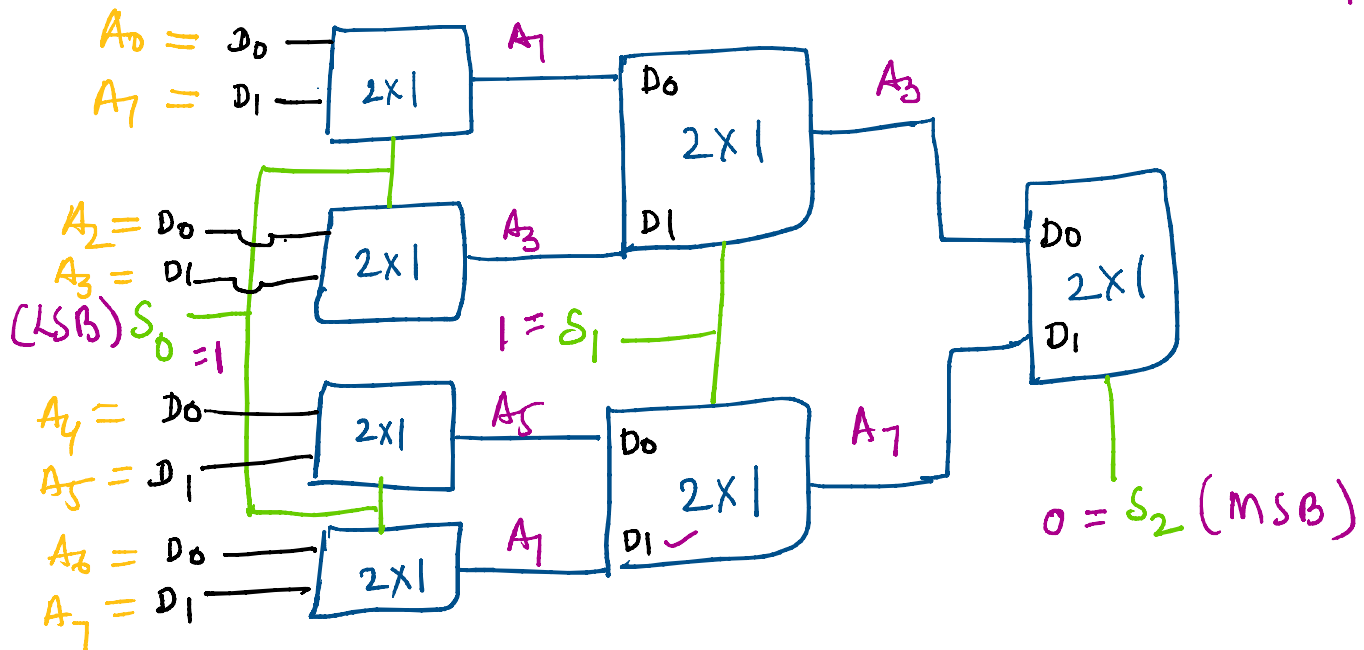 A0 = D0
A7 = D1
2X1
A7
D0
2X1
D1
A3
A2 = D0
A3 = D1
2X1
A3
(LSB) S0 = 1
1 = S1
D0
2X1
D1
A4 = D0
A5 = D1
2X1
A5
D0
2X1
D1 ✓
A7
A6 = D0
A7 = D1
2X1
A7
0 = S2 (MSB)